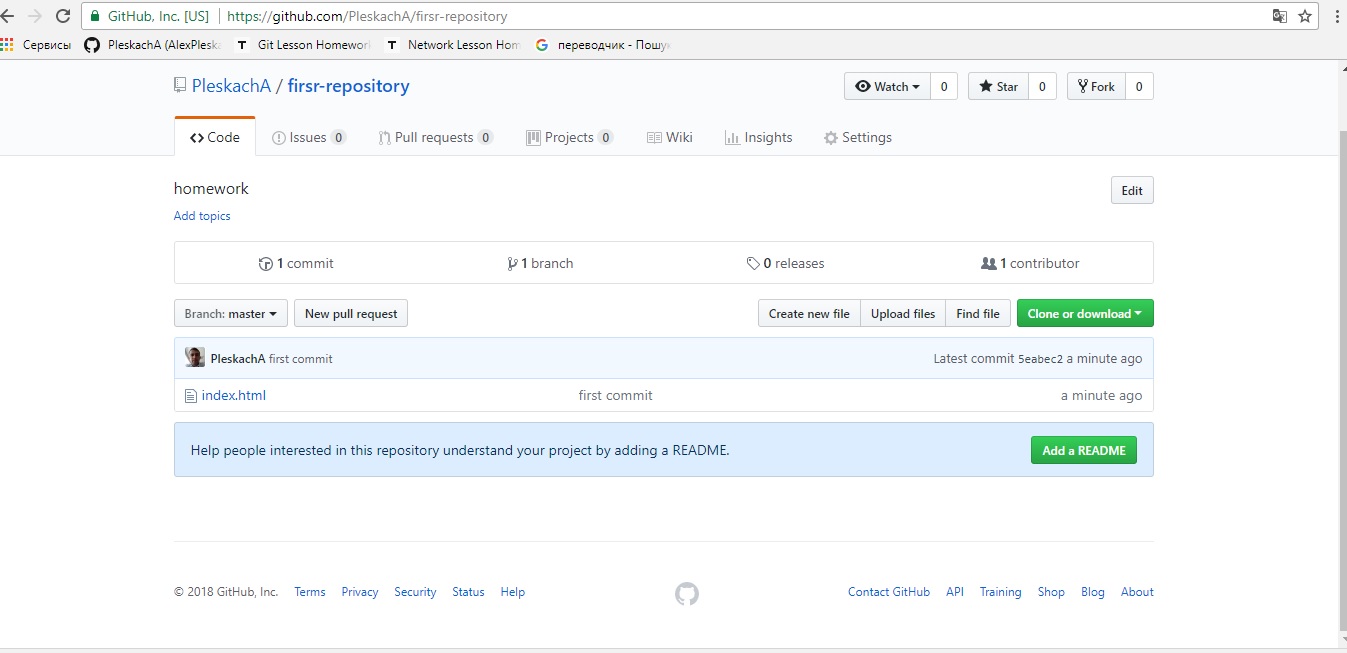 GitHub, Inc. [US] https://github.com/PleskachA/firsr-repository
Сервисы PleskachA (AlexPleska Git Lesson Homework Network Lesson Hom переводчик - Пошу
PleskachA / firsr-repository Watch 0 Star 0 Fork 0
Code Issues 0 Pull requests 0 Projects 0 Wiki Insights Settings
homework Edit
Add topics
1 commit 1 branch 0 releases 1 contributor
Branch: master New pull request Create new file Upload files Find file Clone or download
PleskachA first commit Latest commit 5eabec2 a minute ago
index.html first commit a minute ago
Help people interested in this repository understand your project by adding a README. Add a README
© 2018 GitHub, Inc. Terms Privacy Security Status Help Contact GitHub API Training Shop Blog About